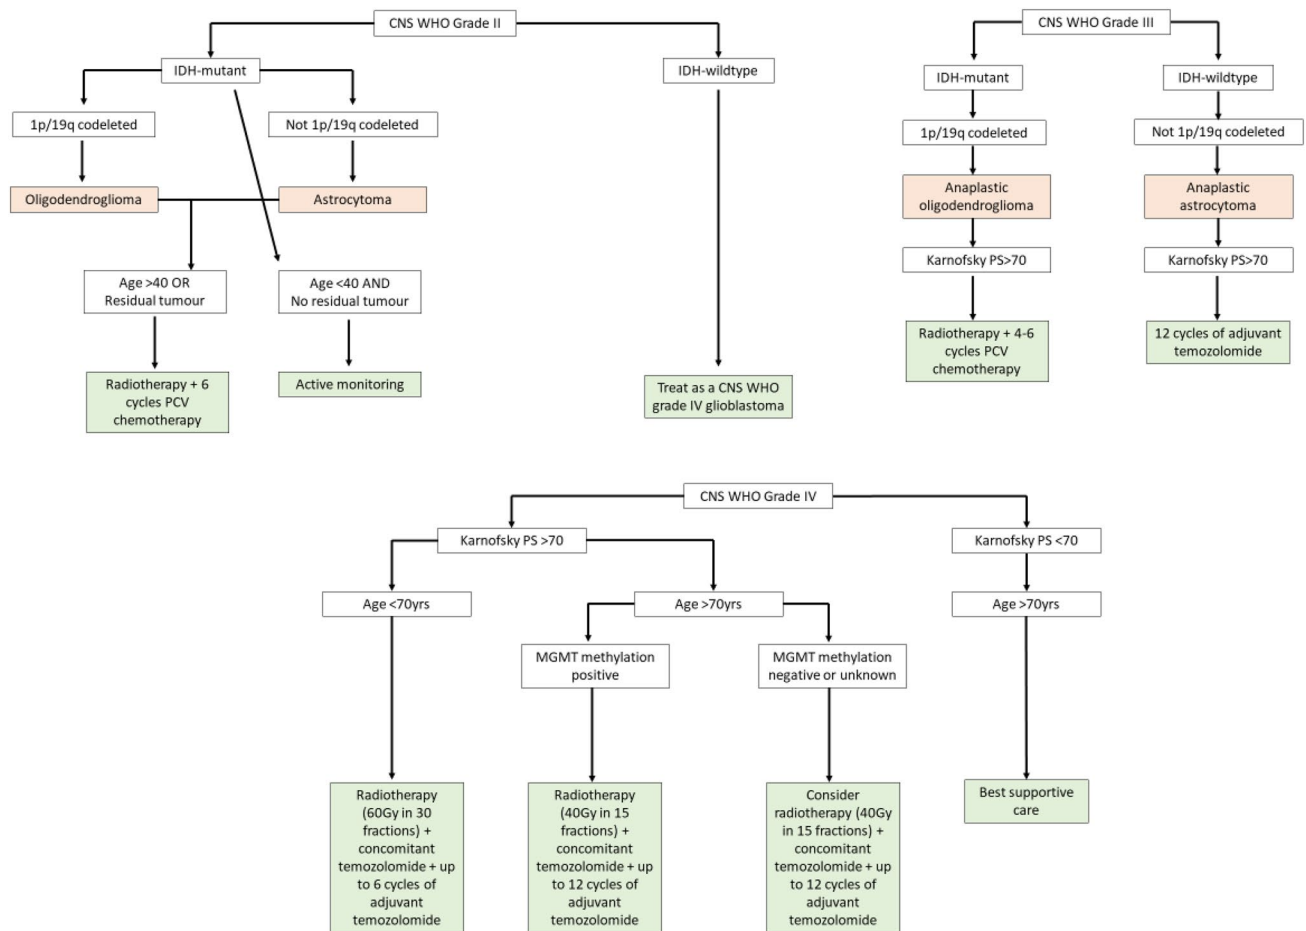 CNS WHO Grade II
IDH-mutant
IDH-wildtype
1p/19q codeleted
Not 1p/19q codeleted
Oligodendroglioma
Astrocytoma
Age >40 OR
Residual tumour
Age <40 AND
No residual tumour
Radiotherapy + 6
cycles PCV
chemotherapy
Active monitoring
Treat as a CNS WHO
grade IV glioblastoma
CNS WHO Grade III
IDH-mutant
IDH-wildtype
1p/19q codeleted
Not 1p/19q codeleted
Anaplastic
oligodendroglioma
Anaplastic
astrocytoma
Karnofsky PS>70
Karnofsky PS>70
Radiotherapy + 4-6
cycles PCV
chemotherapy
12 cycles of adjuvant
temozolomide
CNS WHO Grade IV
Karnofsky PS >70
Karnofsky PS <70
Age <70yrs
Age >70yrs
Age >70yrs
MGMT methylation
positive
MGMT methylation
negative or unknown
Radiotherapy
(60Gy in 30
fractions) +
concomitant
temozolomide + up
to 6 cycles of
adjuvant
temozolomide
Radiotherapy
(40Gy in 15
fractions) +
concomitant
temozolomide + up
to 12 cycles of
adjuvant
temozolomide
Consider
radiotherapy (40Gy
in 15 fractions) +
concomitant
temozolomide + up
to 12 cycles of
adjuvant
temozolomide
Best supportive
care